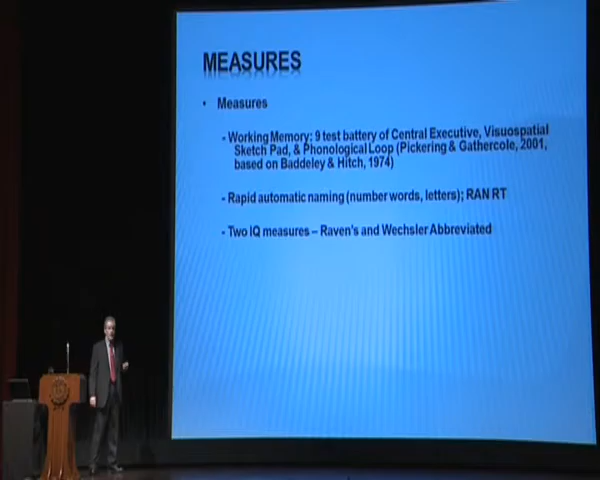 MEASURES
• Measures
- Working Memory: 9 test battery of Central Executive, Visuospatial
Sketch Pad, & Phonological Loop (Pickering & Gathercole, 2001,
based on Baddeley & Hitch, 1974)
- Rapid automatic naming (number words, letters); RAN RT
- Two IQ measures – Raven's and Wechsler Abbreviated